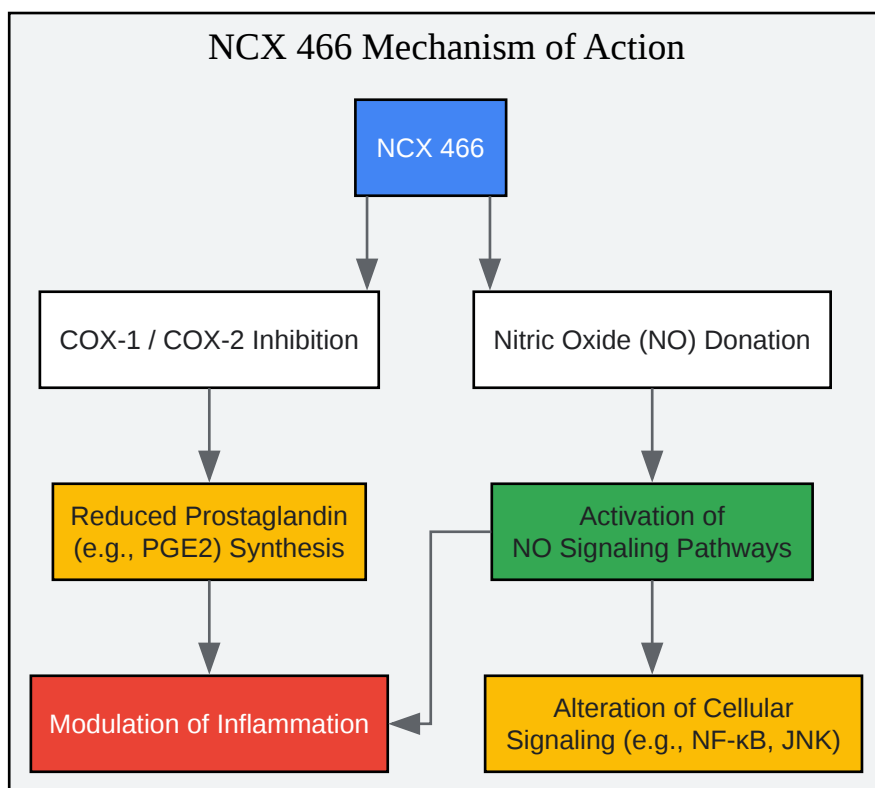 NCX 466 Mechanism of Action
NCX 466
COX-1 / COX-2 Inhibition
Nitric Oxide (NO) Donation
Reduced Prostaglandin
(e.g., PGE2) Synthesis
Activation of
NO Signaling Pathways
Modulation of Inflammation
Alteration of Cellular
Signaling (e.g., NF-κB, JNK)